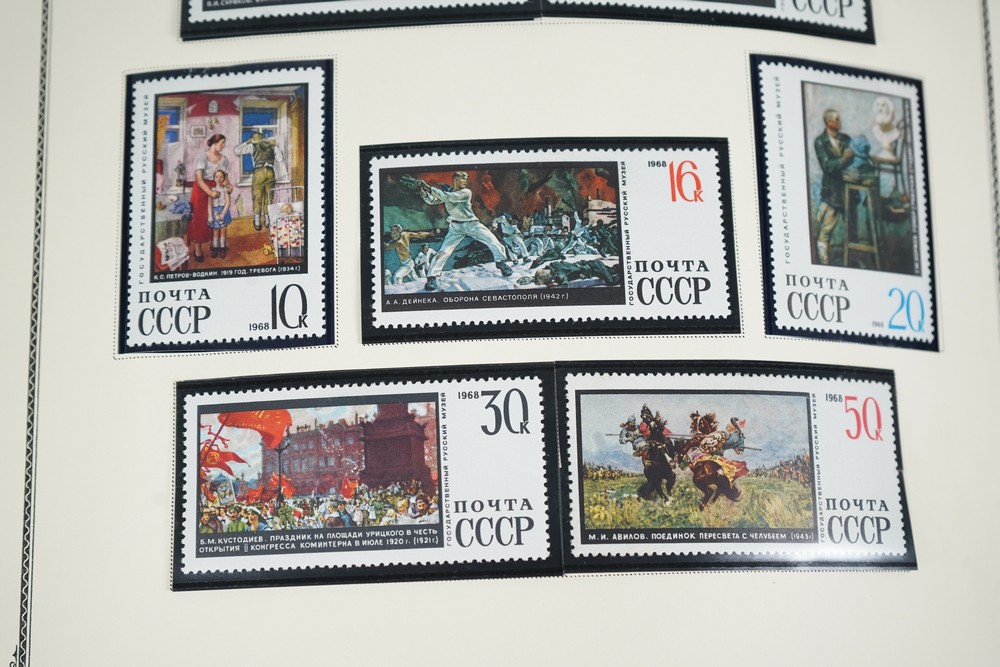 СССР
ГОСУДАРСТВЕННЫЙ РУССКИЙ МУЗЕЙ
К.С. ПЕТРОВ-ВОДКИН 1919 ГОД. ТРЕВОГА (1934 г.)
ПОЧТА
СССР
1968 10к
1968 16к
ГОСУДАРСТВЕННЫЙ РУССКИЙ МУЗЕЙ
А.А. ДЕЙНЕКА. ОБОРОНА СЕВАСТОПОЛЯ (1942 г.)
ПОЧТА
СССР
ГОСУДАРСТВЕННЫЙ РУССКИЙ МУЗЕЙ
ПОЧТА
СССР
1968 20к
1968 30к
ГОСУДАРСТВЕННЫЙ РУССКИЙ МУЗЕЙ
Б.М. КУСТОДИЕВ. ПРАЗДНИК НА ПЛОЩАДИ УРИЦКОГО В ЧЕСТЬ
ОТКРЫТИЯ II КОНГРЕССА КОМИНТЕРНА В ИЮЛЕ 1920 г. (1921 г.)
ПОЧТА
СССР
1968 50к
ГОСУДАРСТВЕННЫЙ РУССКИЙ МУЗЕЙ
М.И. АВИЛОВ. ПОЕДИНОК ПЕРЕСВЕТА С ЧЕЛУБЕЕМ (1943 г.)
ПОЧТА
СССР